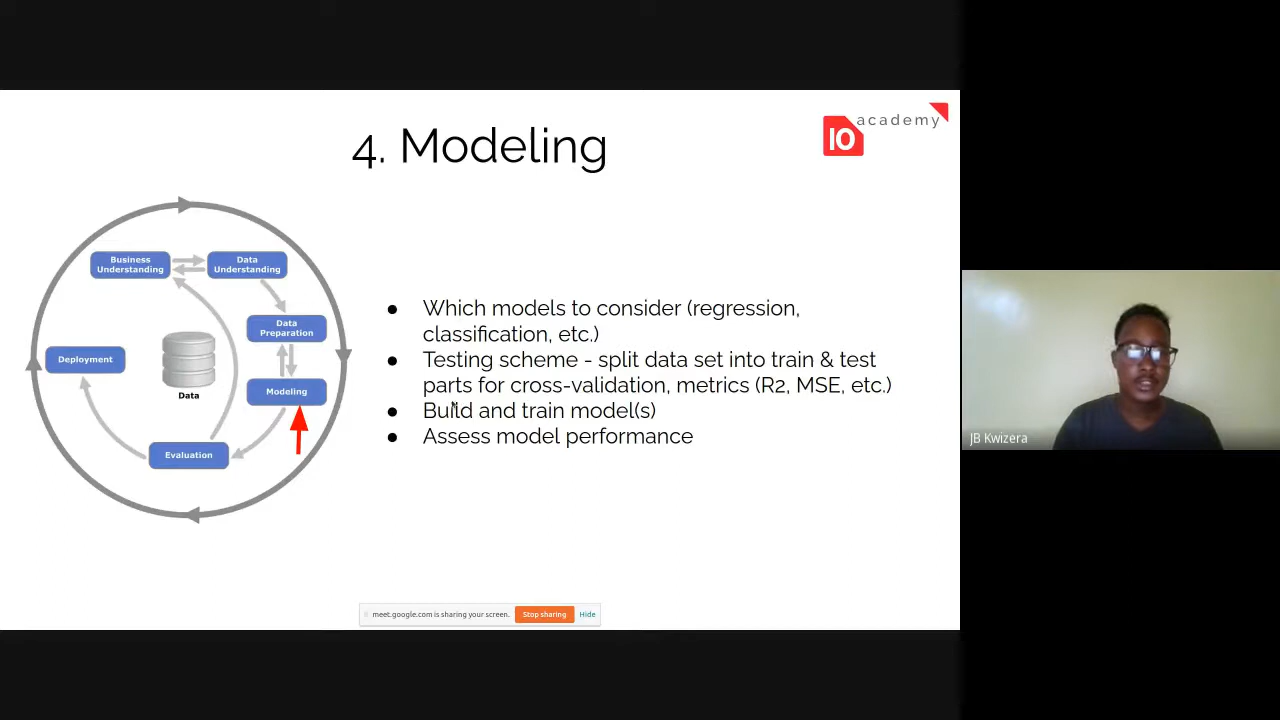 4. Modeling
10 academy
Business
Understanding
Data
Understanding
Data
Preparation
Modeling
Evaluation
Deployment
Data
● Which models to consider (regression,
classification, etc.)
● Testing scheme - split data set into train & test
parts for cross-validation, metrics (R2, MSE, etc.)
● Build and train model(s)
● Assess model performance
meet.google.com is sharing your screen. Stop sharing Hide
JB Kwizera